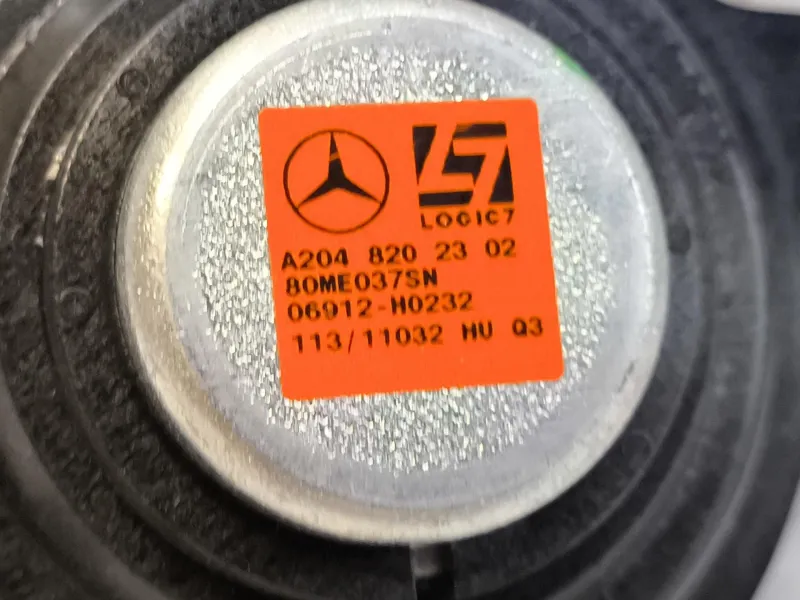 LOGIC7
A204 820 23 02
80ME037SN
06912-H0232
113/11032 HU Q3